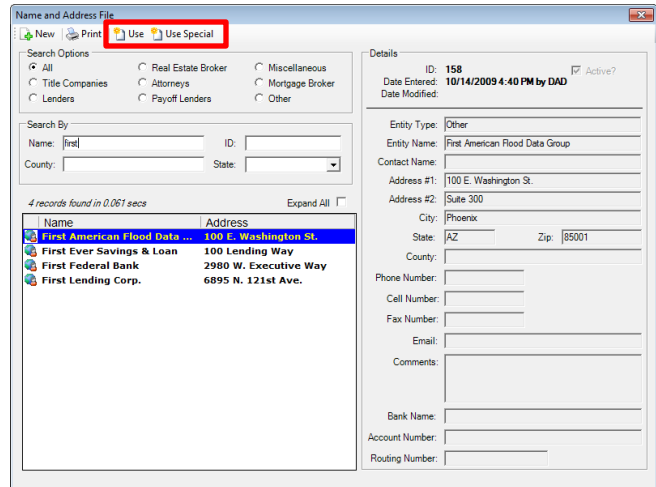 Name and Address File
New Print Use Use Special
Search Options
All Real Estate Broker Miscellaneous
Title Companies Attorneys Mortgage Broker
Lenders Payoff Lenders Other
Search By
Name: first ID:
County: State:
4 records found in 0.061 secs Expand All
Name Address
First American Flood Data ... 100 E. Washington St.
First Ever Savings & Loan 100 Lending Way
First Federal Bank 2980 W. Executive Way
First Lending Corp. 6895 N. 121st Ave.
Details
ID: 158 Active?
Date Entered: 10/14/2009 4:40 PM by DAD
Date Modified:
Entity Type: Other
Entity Name: First American Flood Data Group
Contact Name:
Address #1: 100 E. Washington St.
Address #2: Suite 300
City: Phoenix
State: AZ Zip: 85001
County:
Phone Number:
Cell Number:
Fax Number:
Email:
Comments:
Bank Name:
Account Number:
Routing Number: